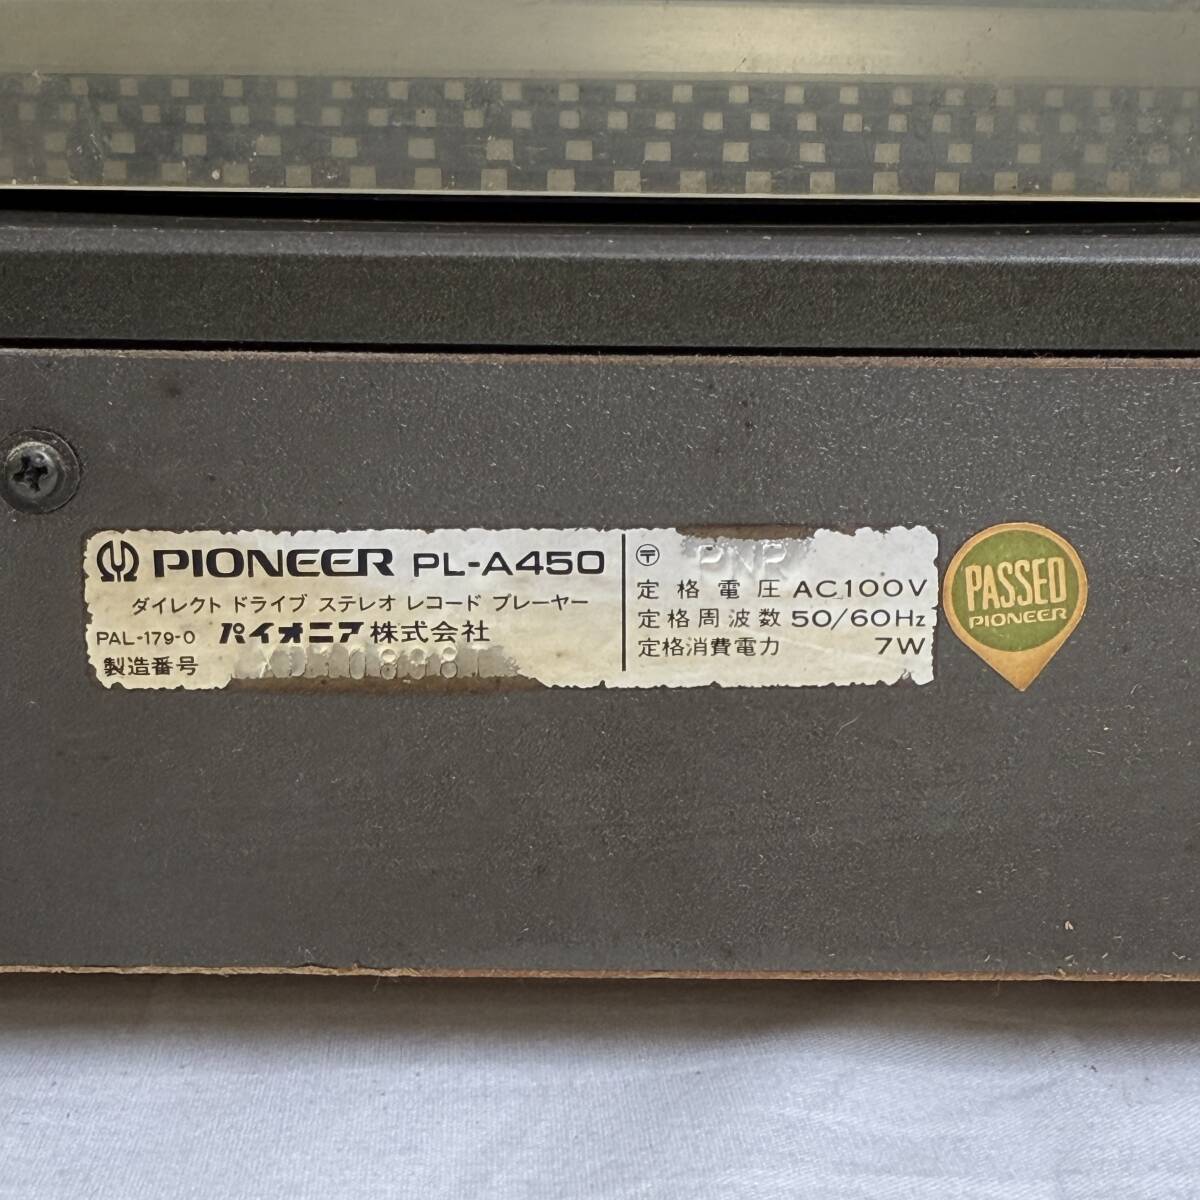 PIONEER PL-A450
ダイレクト ドライブ ステレオ レコード プレーヤー
PAL-179-0 パイオニア株式会社
製造番号
〒 PNP
定格電圧 AC100V
定格周波数 50/60Hz
定格消費電力 7W
PASSED
PIONEER